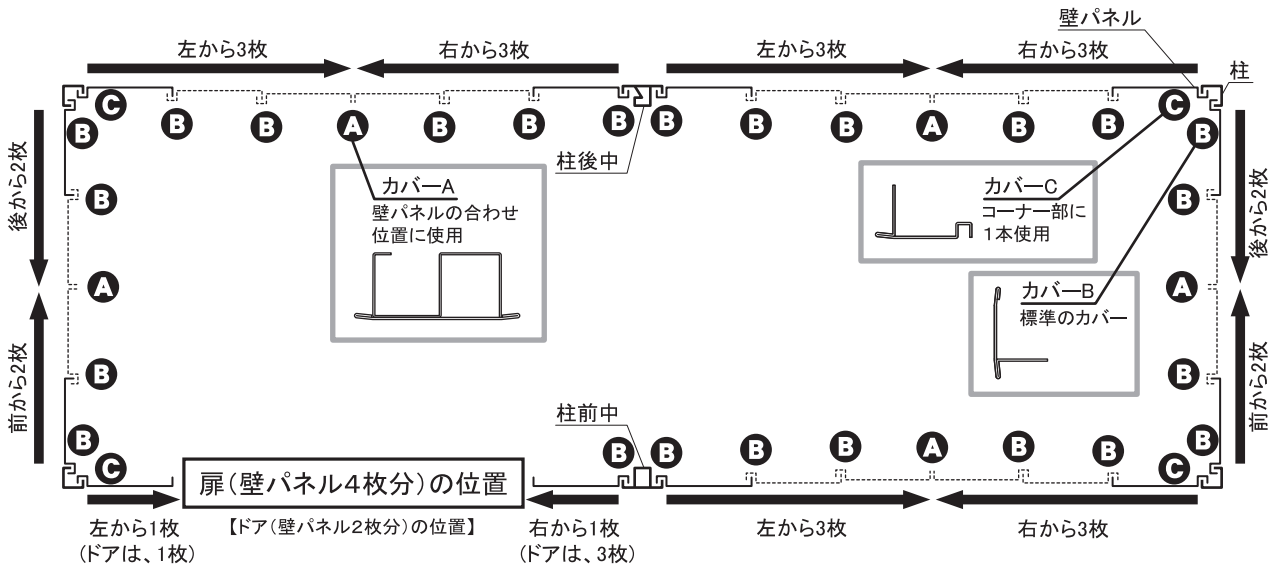 壁パネル
左から3枚
右から3枚
左から3枚
右から3枚
柱
C
B
B
B
A
B
B
B
B
B
B
A
B
B
C
B
柱後中
後から2枚
後から2枚
カバーA
壁パネルの合わせ
位置に使用
カバーC
コーナー部に
1本使用
B
B
カバーB
標準のカバー
A
A
B
B
前から2枚
前から2枚
柱前中
B
C
B
B
B
B
A
B
B
B
C
扉(壁パネル4枚分)の位置
【ドア(壁パネル2枚分)の位置】
左から1枚
(ドアは、1枚)
右から1枚
(ドアは、3枚)
左から3枚
右から3枚